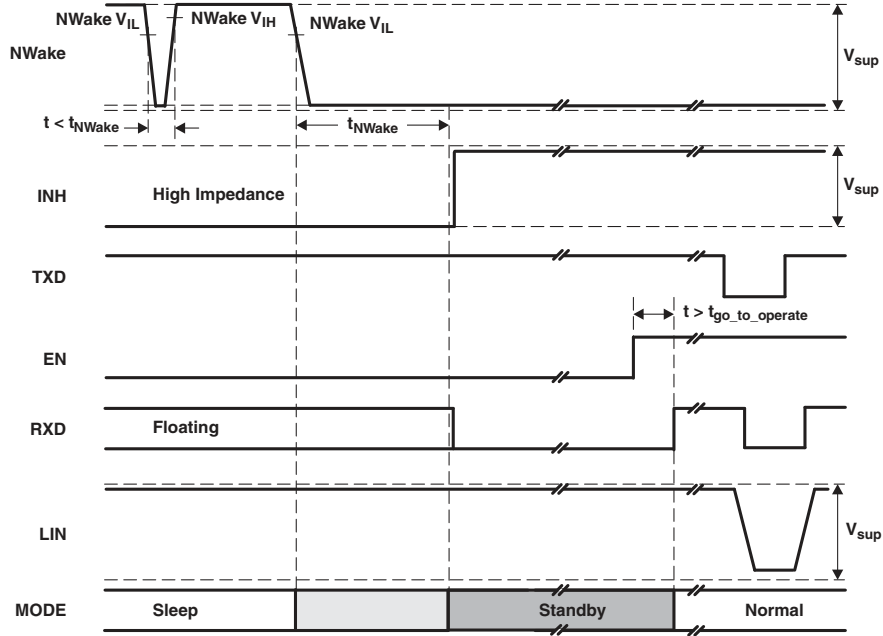 NWake V_IL
NWake V_IH
NWake V_IL
NWake
V_sup
t < t_NWake
t_NWake
INH
High Impedance
V_sup
TXD
t > t_go_to_operate
EN
RXD
Floating
LIN
V_sup
MODE
Sleep
Standby
Normal